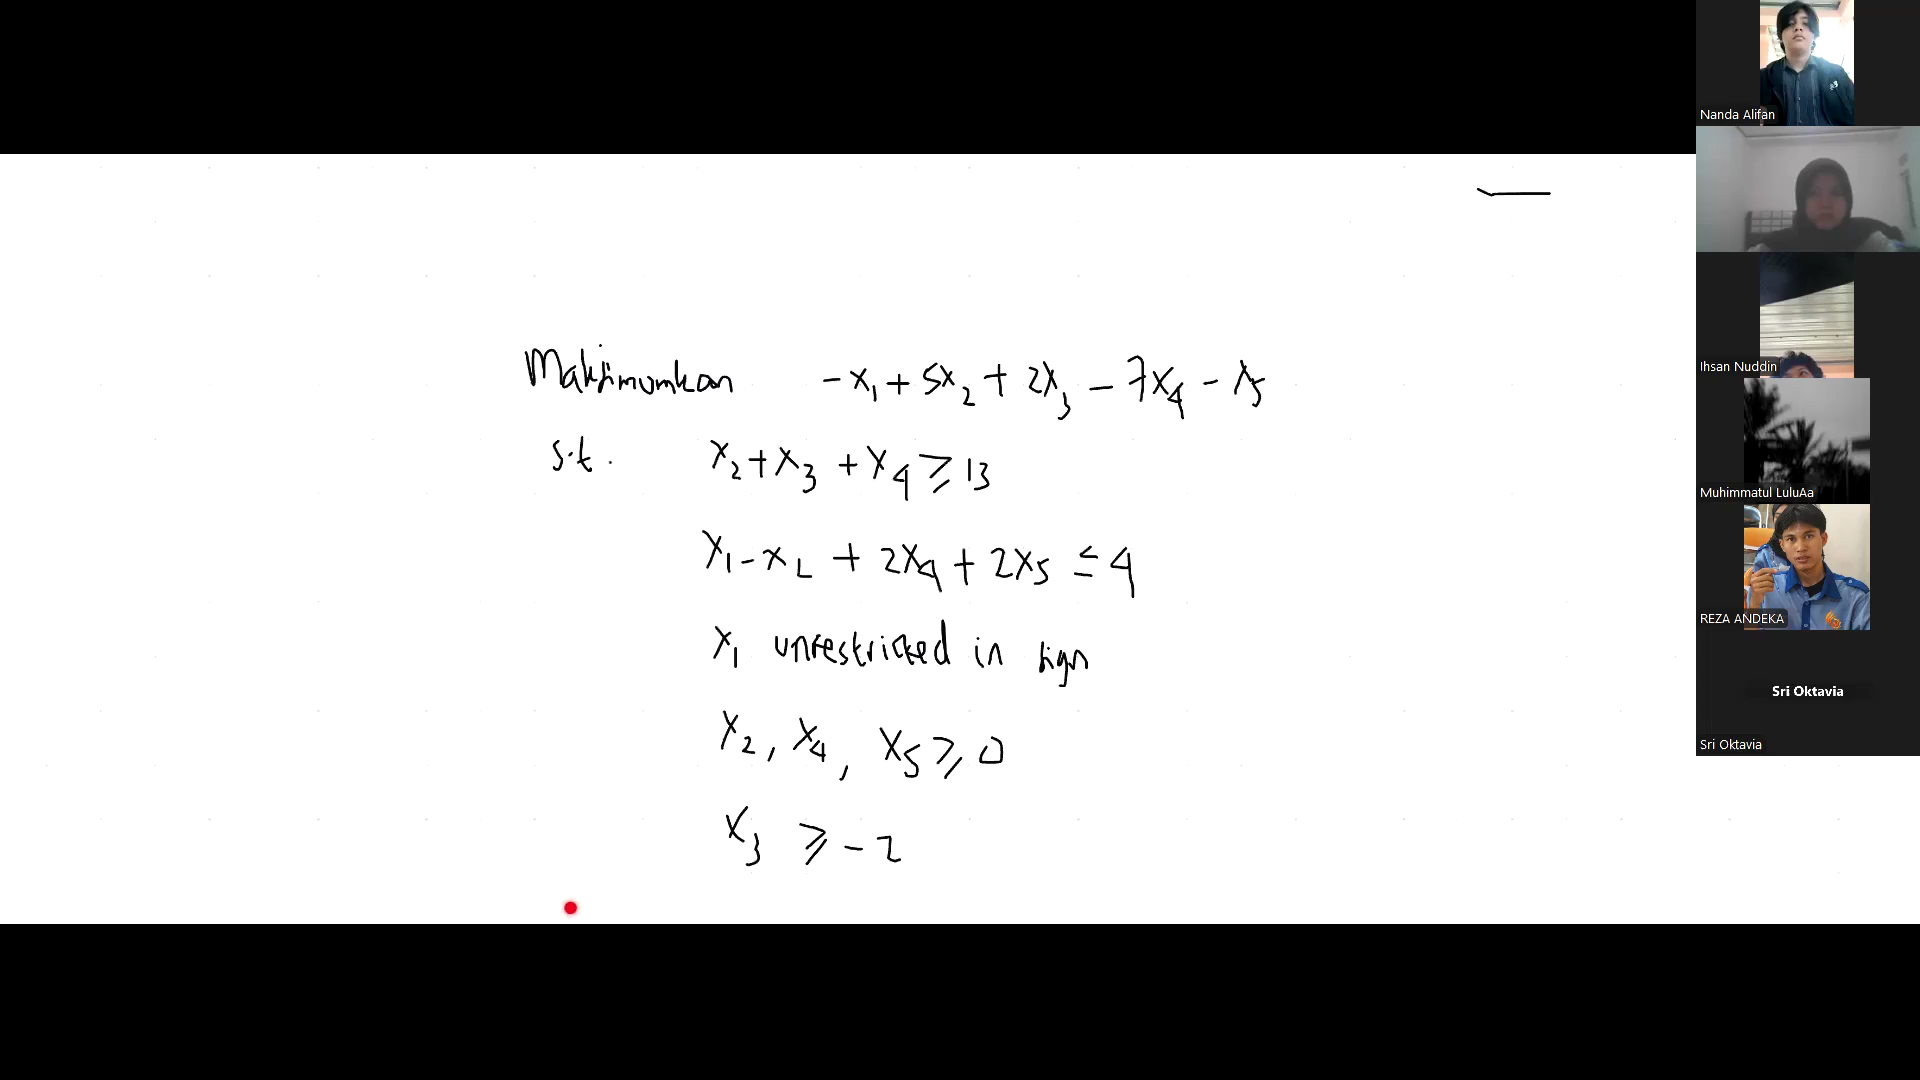 Maksimumkan -x₁ + 5x₂ + 2x₃ - 7x₄ - x₅
s.t. x₂ + x₃ + x₄ ≥ 13
x₁ - x₂ + 2x₄ + 2x₅ ≤ 4
x₁ unrestricted in sign
x₂, x₄, x₅ ≥ 0
x₃ ≥ -2
Nanda Alifan
Ihsan Nuddin
Muhimmatul LuluAa
REZA ANDEKA
Sri Oktavia
Sri Oktavia